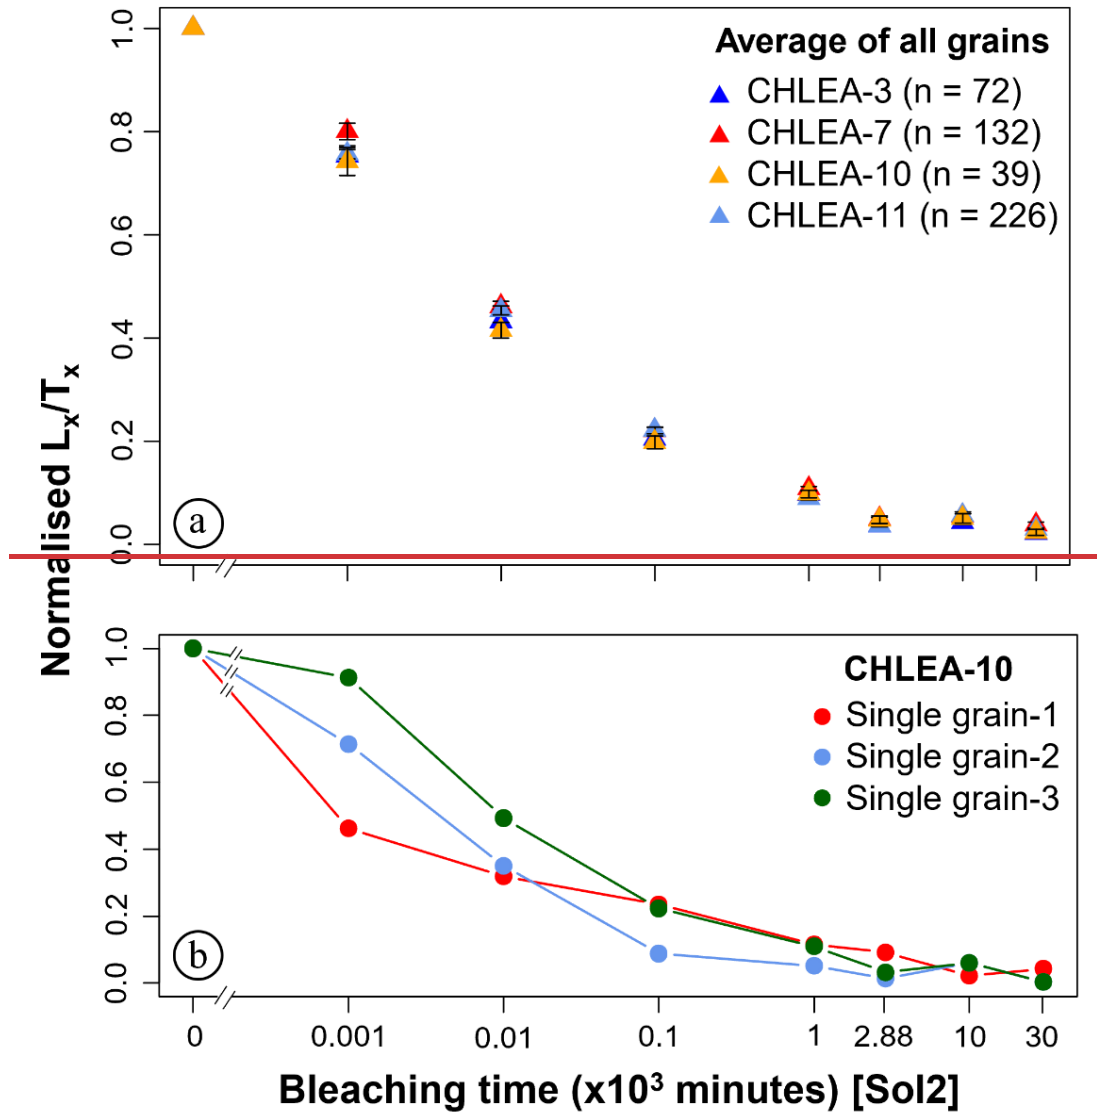 Average of all grains
CHLEA-3 (n = 72)
CHLEA-7 (n = 132)
CHLEA-10 (n = 39)
CHLEA-11 (n = 226)
1.0
0.8
0.6
0.4
0.2
0.0
a
Normalised Lₓ/Tₓ
CHLEA-10
Single grain-1
Single grain-2
Single grain-3
1.0
0.8
0.6
0.4
0.2
0.0
b
0 0.001 0.01 0.1 1 2.88 10 30
Bleaching time (x10³ minutes) [Sol2]